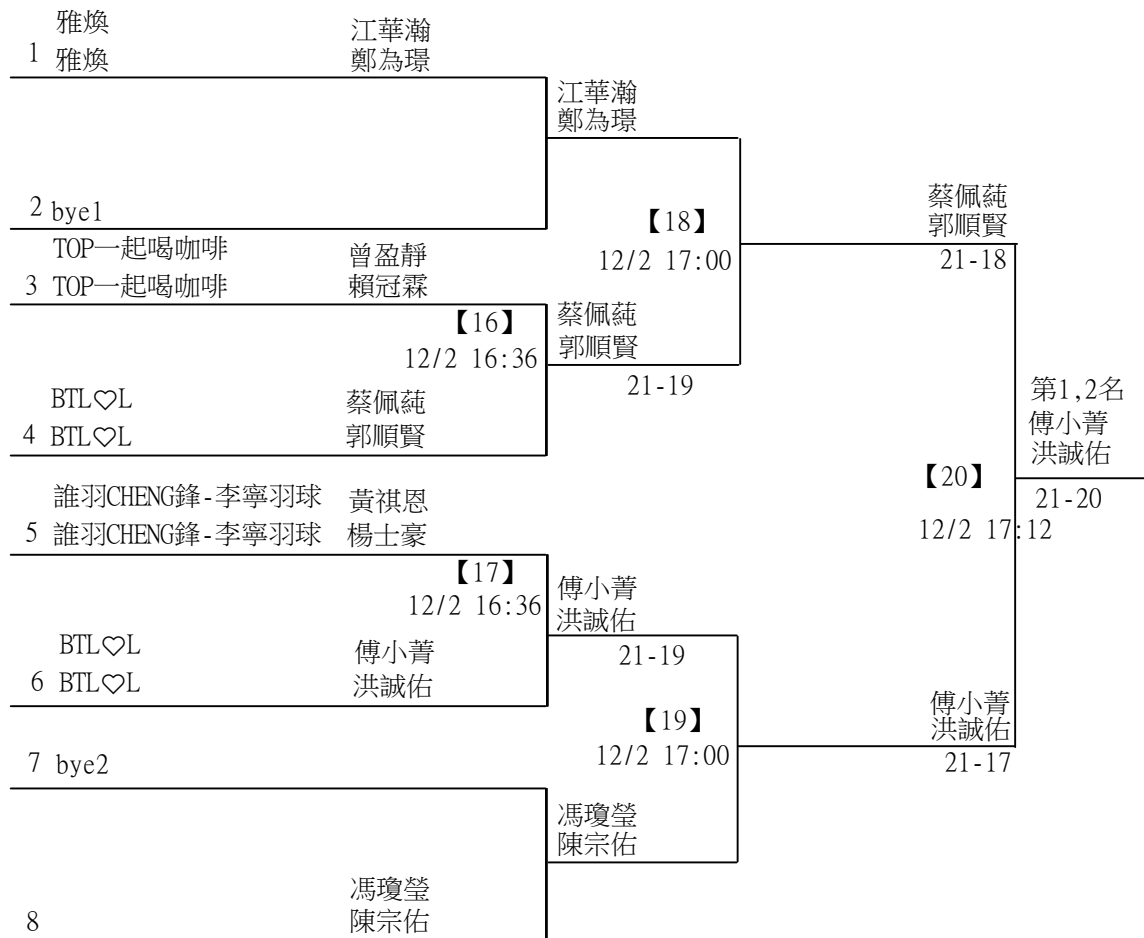 雅煥 江華瀚
1 雅煥 鄭為璟
江華瀚
鄭為璟
2 bye1
【18】
12/2 17:00
蔡佩蒓
郭順賢
21-18
TOP一起喝咖啡 曾盈靜
3 TOP一起喝咖啡 賴冠霖
【16】
12/2 16:36
蔡佩蒓
郭順賢
21-19
BTL♡L 蔡佩蒓
4 BTL♡L 郭順賢
第1,2名
傅小菁
洪誠佑
21-20
【20】
12/2 17:12
誰羽CHENG鋒-李寧羽球 黃祺恩
5 誰羽CHENG鋒-李寧羽球 楊士豪
【17】
12/2 16:36
傅小菁
洪誠佑
21-19
BTL♡L 傅小菁
6 BTL♡L 洪誠佑
【19】
12/2 17:00
傅小菁
洪誠佑
21-17
7 bye2
馮瓊瑩
陳宗佑
馮瓊瑩
8 陳宗佑